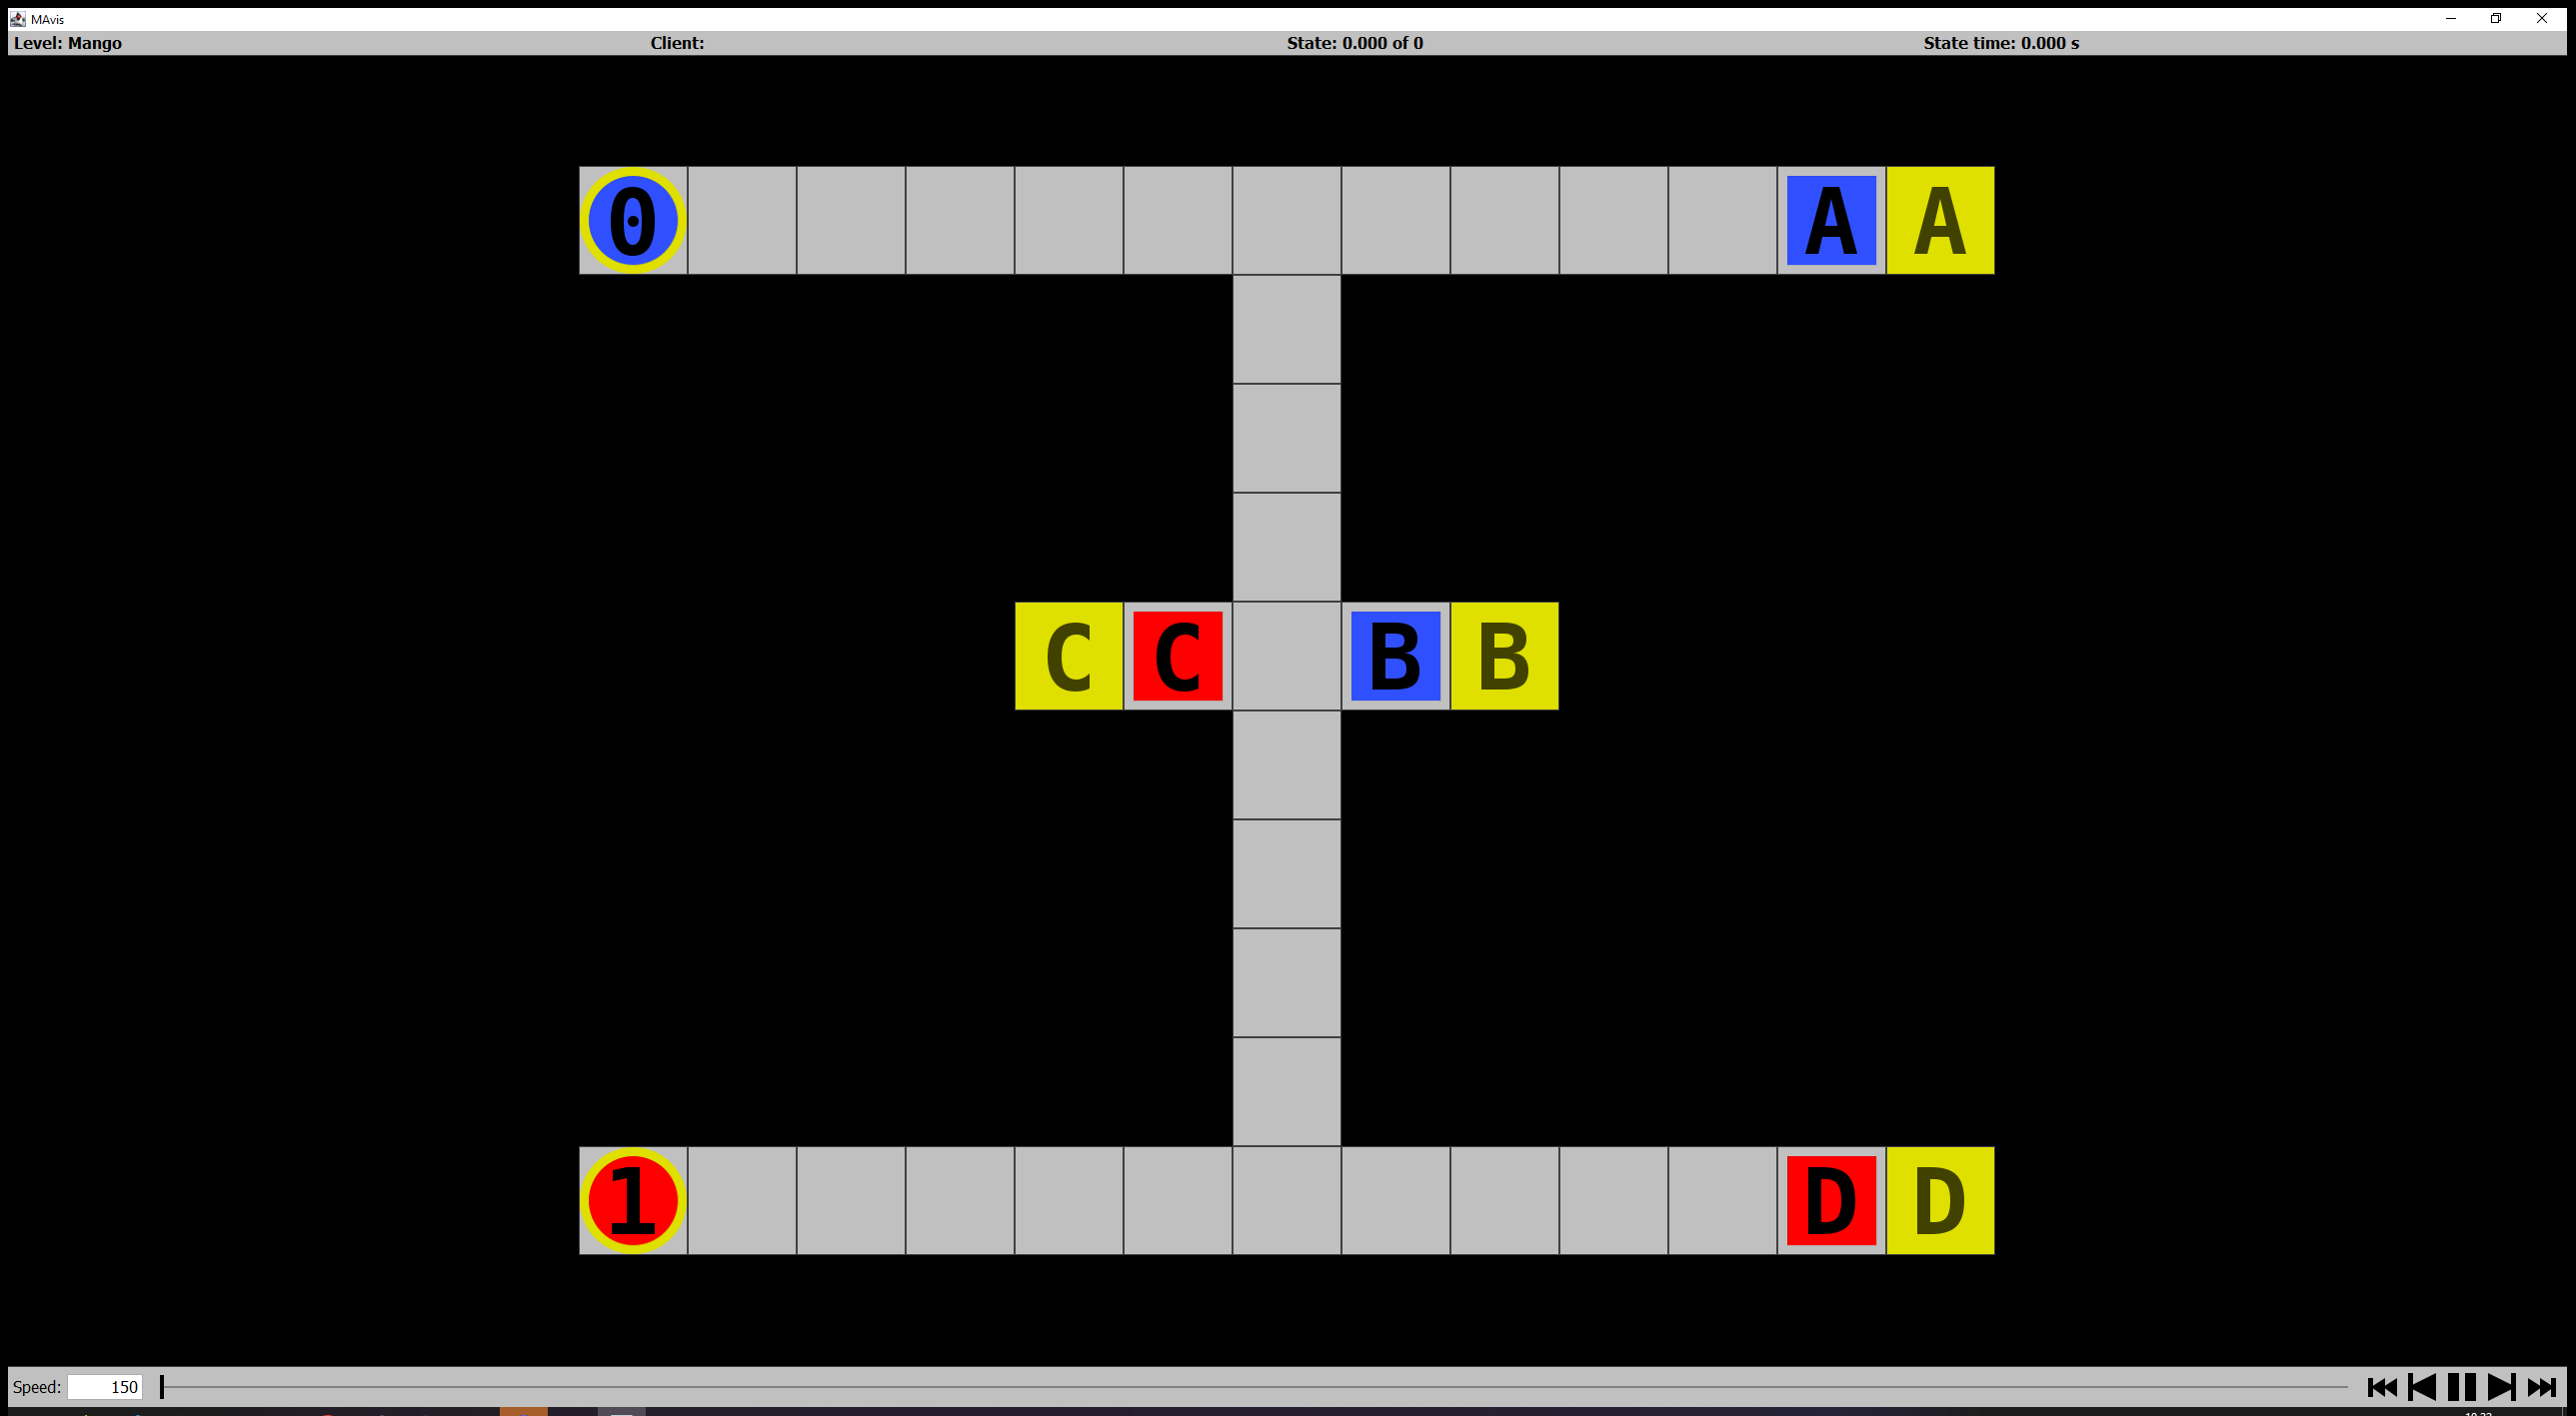 MAvis
Level: Mango Client: State: 0.000 of 0 State time: 0.000 s
0 A A
C C B B
1 D D
Speed: 150